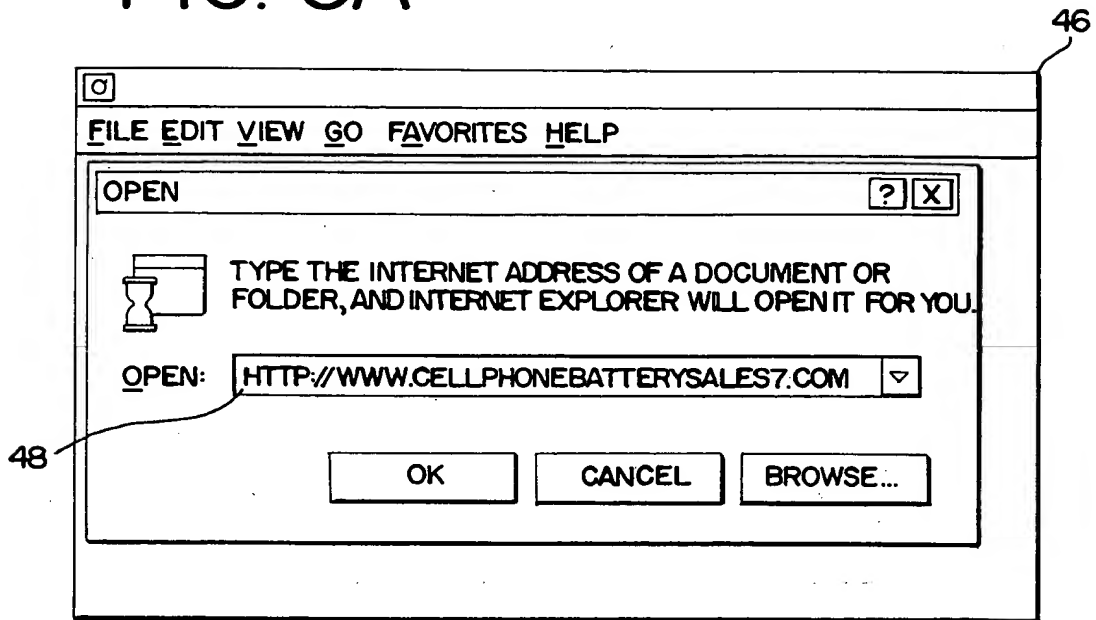 46
FILE EDIT VIEW GO FAVORITES HELP
OPEN
? X
TYPE THE INTERNET ADDRESS OF A DOCUMENT OR
FOLDER, AND INTERNET EXPLORER WILL OPEN IT FOR YOU.
OPEN: HTTP://WWW.CELLPHONEBATTERYSALES7.COM
48
OK CANCEL BROWSE...